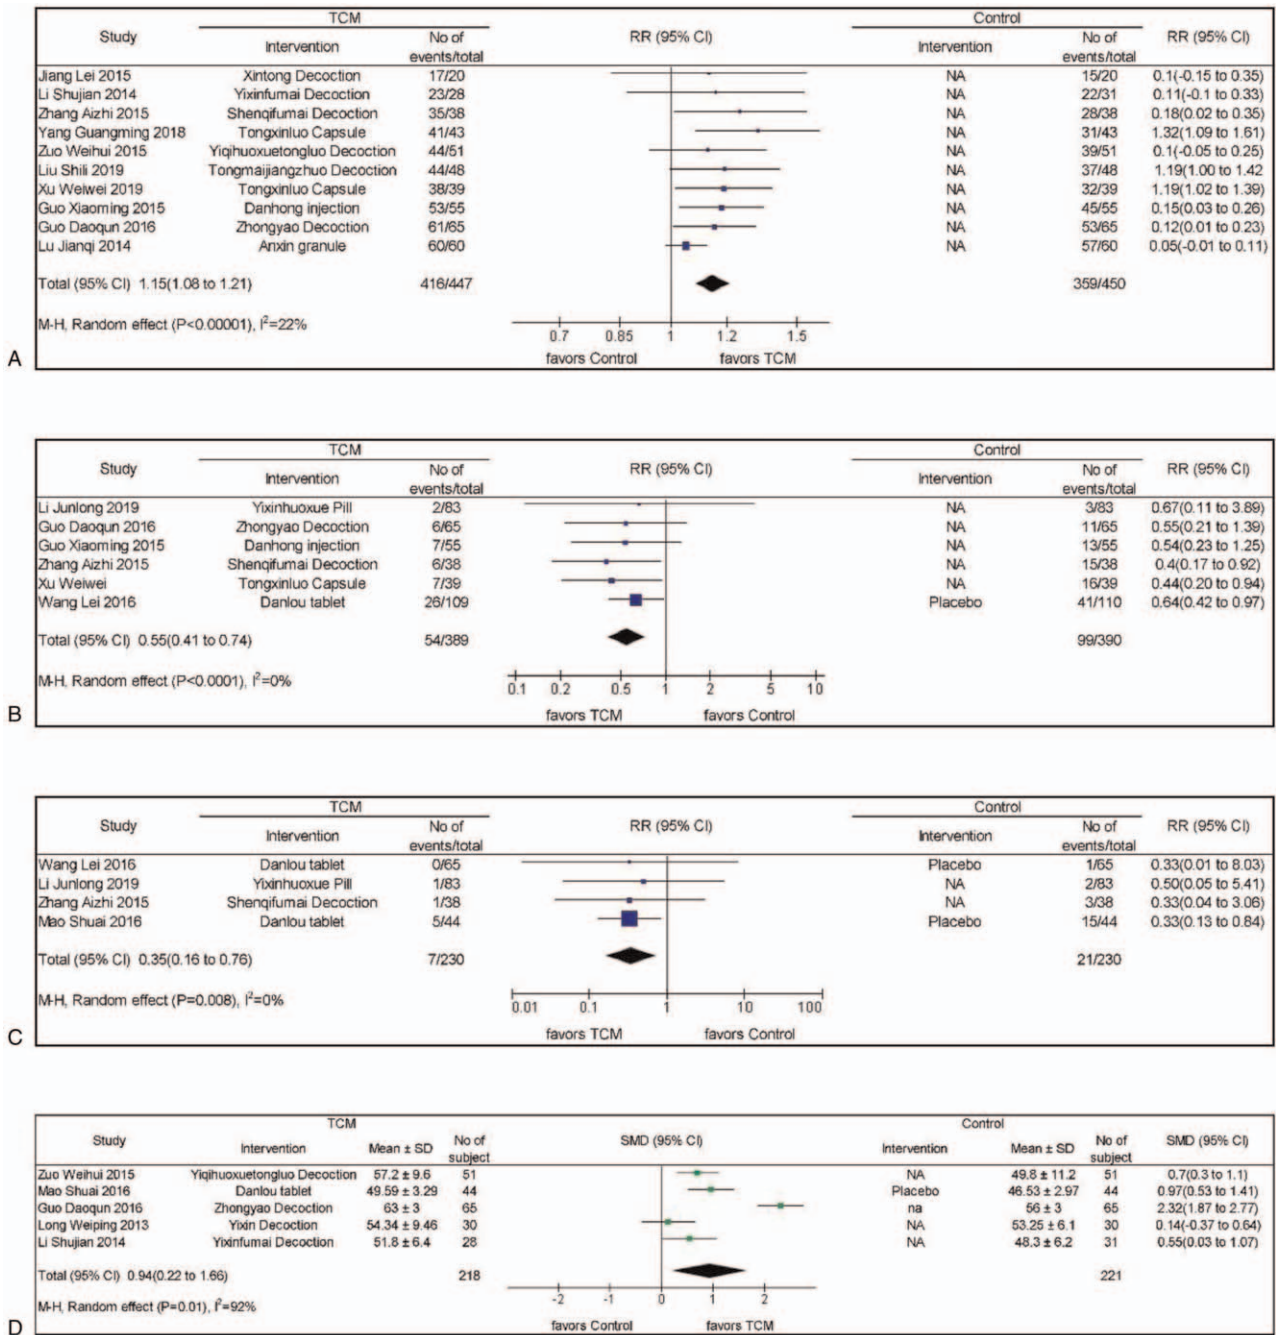 TCM Control
Study Intervention No of events/total RR (95% CI) Intervention No of events/total RR (95% CI)
Jiang Lei 2015 Xintong Decoction 17/20 NA 15/20 0.1(-0.15 to 0.35)
Li Shujian 2014 Yixinfumai Decoction 23/28 NA 22/31 0.11(-0.1 to 0.33)
Zhang Aizhi 2015 Shenqifumai Decoction 35/38 NA 28/38 0.18(0.02 to 0.35)
Yang Guangming 2018 Tongxinluo Capsule 41/43 NA 31/43 1.32(1.09 to 1.61)
Zuo Weihui 2015 Yiqihuoxuetongluo Decoction 44/51 NA 39/51 0.1(-0.05 to 0.25)
Liu Shili 2019 Tongmaijiangzhuo Decoction 44/48 NA 37/48 1.19(1.00 to 1.42
Xu Weiwei 2019 Tongxinluo Capsule 38/39 NA 32/39 1.19(1.02 to 1.39)
Guo Xiaoming 2015 Danhong injection 53/55 NA 45/55 0.15(0.03 to 0.26)
Guo Daoqun 2016 Zhongyao Decoction 61/65 NA 53/65 0.12(0.01 to 0.23)
Lu Jianqi 2014 Anxin granule 60/60 NA 57/60 0.05(-0.01 to 0.11)
Total (95% CI) 1.15(1.08 to 1.21) 416/447 359/450
M-H, Random effect (P<0.00001), I²=22%
0.7 0.85 1 1.2 1.5
favors Control favors TCM
A
TCM Control
Study Intervention No of events/total RR (95% CI) Intervention No of events/total RR (95% CI)
Li Junlong 2019 Yixinhuoxue Pill 2/83 NA 3/83 0.67(0.11 to 3.89)
Guo Daoqun 2016 Zhongyao Decoction 6/65 NA 11/65 0.55(0.21 to 1.39)
Guo Xiaoming 2015 Danhong injection 7/55 NA 13/55 0.54(0.23 to 1.25)
Zhang Aizhi 2015 Shenqifumai Decoction 6/38 NA 15/38 0.4(0.17 to 0.92)
Xu Weiwei Tongxinluo Capsule 7/39 NA 16/39 0.44(0.20 to 0.94)
Wang Lei 2016 Danlou tablet 26/109 Placebo 41/110 0.64(0.42 to 0.97)
Total (95% CI) 0.55(0.41 to 0.74) 54/389 99/390
M-H, Random effect (P<0.0001), I²=0%
0.1 0.2 0.5 1 2 5 10
favors TCM favors Control
B
TCM Control
Study Intervention No of events/total RR (95% CI) Intervention No of events/total RR (95% CI)
Wang Lei 2016 Danlou tablet 0/65 Placebo 1/65 0.33(0.01 to 8.03)
Li Junlong 2019 Yixinhuoxue Pill 1/83 NA 2/83 0.50(0.05 to 5.41)
Zhang Aizhi 2015 Shenqifumai Decoction 1/38 NA 3/38 0.33(0.04 to 3.06)
Mao Shuai 2016 Danlou tablet 5/44 Placebo 15/44 0.33(0.13 to 0.84)
Total (95% CI) 0.35(0.16 to 0.76) 7/230 21/230
M-H, Random effect (P=0.008), I²=0%
0.01 0.1 1 10 100
favors TCM favors Control
C
TCM Control
Study Intervention Mean ± SD No of subject SMD (95% CI) Intervention Mean ± SD No of subject SMD (95% CI)
Zuo Weihui 2015 Yiqihuoxuetongluo Decoction 57.2 ± 9.6 51 NA 49.8 ± 11.2 51 0.7(0.3 to 1.1)
Mao Shuai 2016 Danlou tablet 49.59 ± 3.29 44 Placebo 46.53 ± 2.97 44 0.97(0.53 to 1.41)
Guo Daoqun 2016 Zhongyao Decoction 63 ± 3 65 na 56 ± 3 65 2.32(1.87 to 2.77)
Long Weiping 2013 Yixin Decoction 54.34 ± 9.46 30 NA 53.25 ± 6.1 30 0.14(-0.37 to 0.64)
Li Shujian 2014 Yixinfumai Decoction 51.8 ± 6.4 28 NA 48.3 ± 6.2 31 0.55(0.03 to 1.07)
Total (95% CI) 0.94(0.22 to 1.66) 218 221
M-H, Random effect (P=0.01), I²=92%
-2 -1 0 1 2
favors Control favors TCM
D